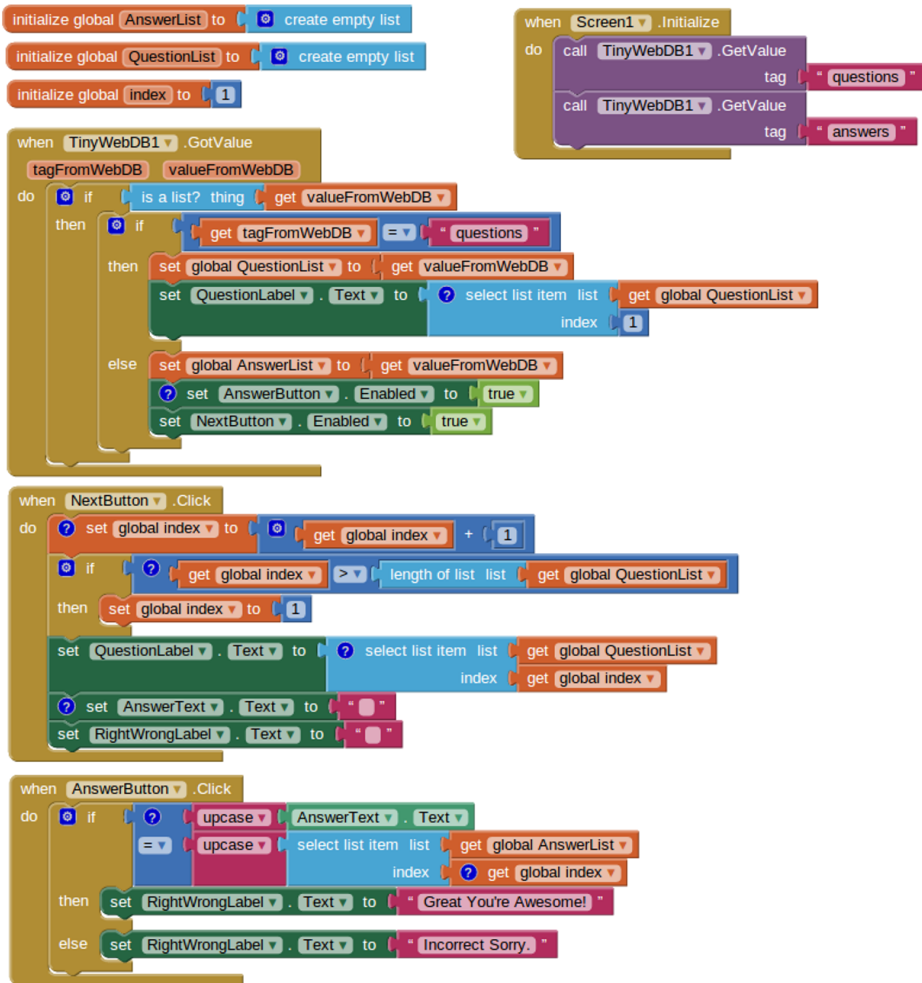 initialize global AnswerList to create empty list
initialize global QuestionList to create empty list
initialize global index to 1
when Screen1 .Initialize
do call TinyWebDB1 .GetValue
tag " questions "
call TinyWebDB1 .GetValue
tag " answers "
when TinyWebDB1 .GotValue
tagFromWebDB valueFromWebDB
do if is a list? thing get valueFromWebDB
then if get tagFromWebDB = " questions "
then set global QuestionList to get valueFromWebDB
set QuestionLabel . Text to ? select list item list get global QuestionList
index 1
else set global AnswerList to get valueFromWebDB
? set AnswerButton . Enabled to true
set NextButton . Enabled to true
when NextButton .Click
do ? set global index to get global index + 1
if ? get global index > length of list list get global QuestionList
then set global index to 1
set QuestionLabel . Text to ? select list item list get global QuestionList
index get global index
? set AnswerText . Text to " "
set RightWrongLabel . Text to " "
when AnswerButton .Click
do if ? upcase AnswerText . Text
= upcase select list item list get global AnswerList
index ? get global index
then set RightWrongLabel . Text to " Great You're Awesome! "
else set RightWrongLabel . Text to " Incorrect Sorry. "